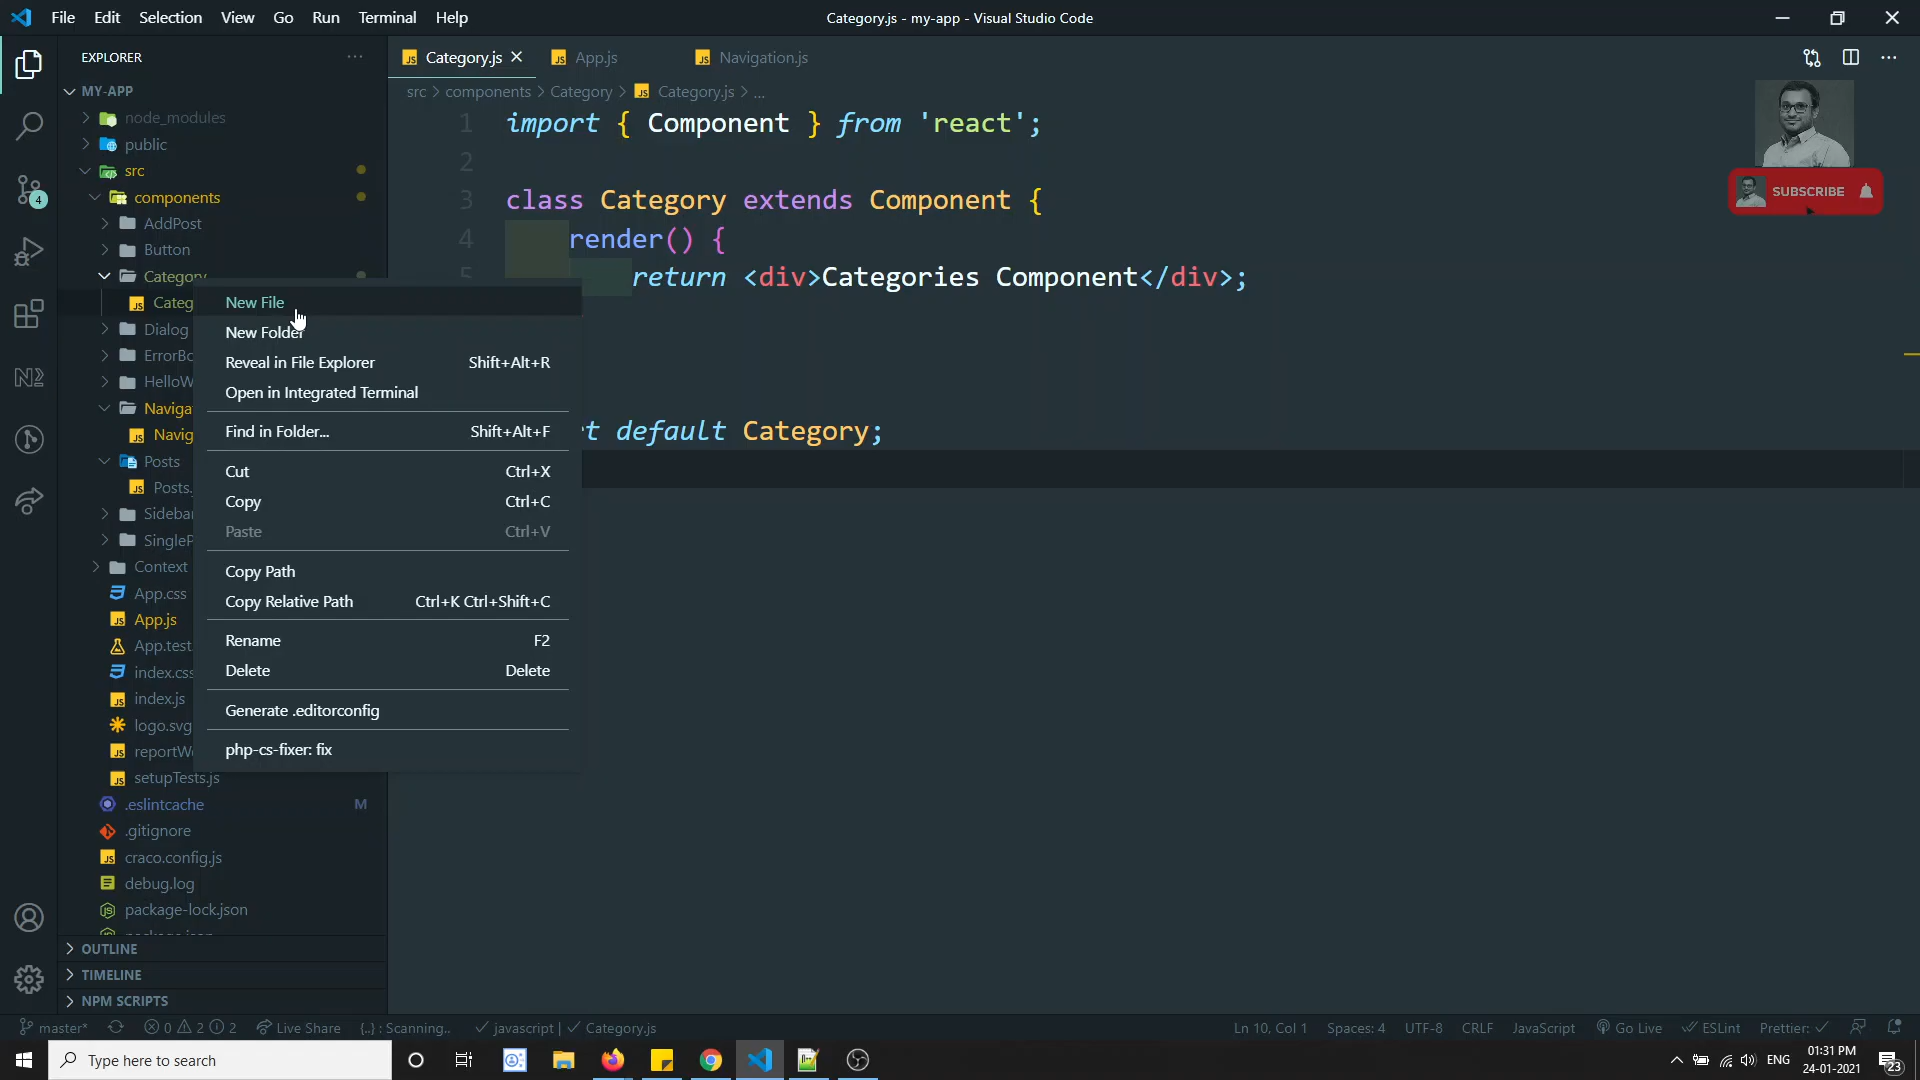 File Edit Selection View Go Run Terminal Help
Category.js - my-app - Visual Studio Code
EXPLORER
MY-APP
node_modules
public
src
components
AddPost
Button
Category
Categ
Dialog
ErrorBo
HelloW
Naviga
Navig
Posts
Posts.
Sideba
SingleP
Context
App.css
App.js
App.test
index.css
index.js
logo.svg
reportWe
setupTests.js
.eslintcache M
.gitignore
craco.config.js
debug.log
package-lock.json
OUTLINE
TIMELINE
NPM SCRIPTS
4
New File
New Folder
Reveal in File Explorer Shift+Alt+R
Open in Integrated Terminal
Find in Folder... Shift+Alt+F
Cut Ctrl+X
Copy Ctrl+C
Paste Ctrl+V
Copy Path
Copy Relative Path Ctrl+K Ctrl+Shift+C
Rename F2
Delete Delete
Generate .editorconfig
php-cs-fixer: fix
Category.js App.js Navigation.js
src > components > Category > Category.js > ...
1 import { Component } from 'react';
2
3 class Category extends Component {
4 render() {
5 return <div>Categories Component</div>;
t default Category;
SUBSCRIBE
master* 0 2 2 Live Share {..} : Scanning.. javascript | Category.js
Ln 10, Col 1 Spaces: 4 UTF-8 CRLF JavaScript Go Live ESLint Prettier:
Type here to search
ENG 01:31 PM
24-01-2021
23